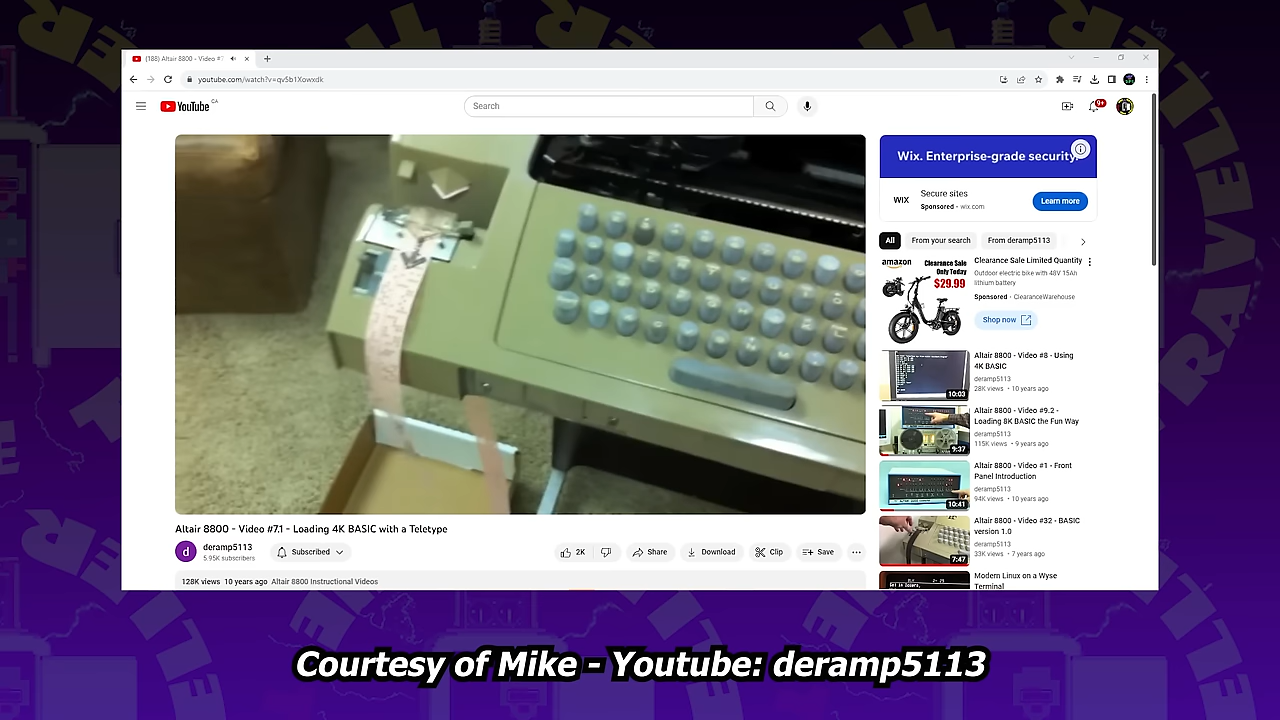 (188) Altair 8800 - Video #7
youtube.com/watch?v=qv5b1Xowxdk
YouTube CA
Search
9+
Wix. Enterprise-grade security.
WIX
Secure sites
Sponsored • wix.com
Learn more
All
From your search
From deramp5113
amazon
Clearance Sale
Only Today
$29.99
Clearance Sale Limited Quantity
Outdoor electric bike with 48V 15Ah
lithium battery
Sponsored • ClearanceWarehouse
Shop now
Altair 8800 - Video #8 - Using
4K BASIC
deramp5113
28K views • 10 years ago
10:03
Altair 8800 - Video #9.2 -
Loading 8K BASIC the Fun Way
deramp5113
115K views • 9 years ago
9:37
Altair 8800 - Video #1 - Front
Panel Introduction
deramp5113
94K views • 10 years ago
10:41
Altair 8800 - Video #32 - BASIC
version 1.0
deramp5113
33K views • 7 years ago
7:47
Modern Linux on a Wyse
Terminal
Altair 8800 - Video #7.1 - Loading 4K BASIC with a Teletype
d
deramp5113
5.95K subscribers
Subscribed
2K
Share
Download
Clip
Save
128K views 10 years ago Altair 8800 Instructional Videos
Courtesy of Mike - Youtube: deramp5113